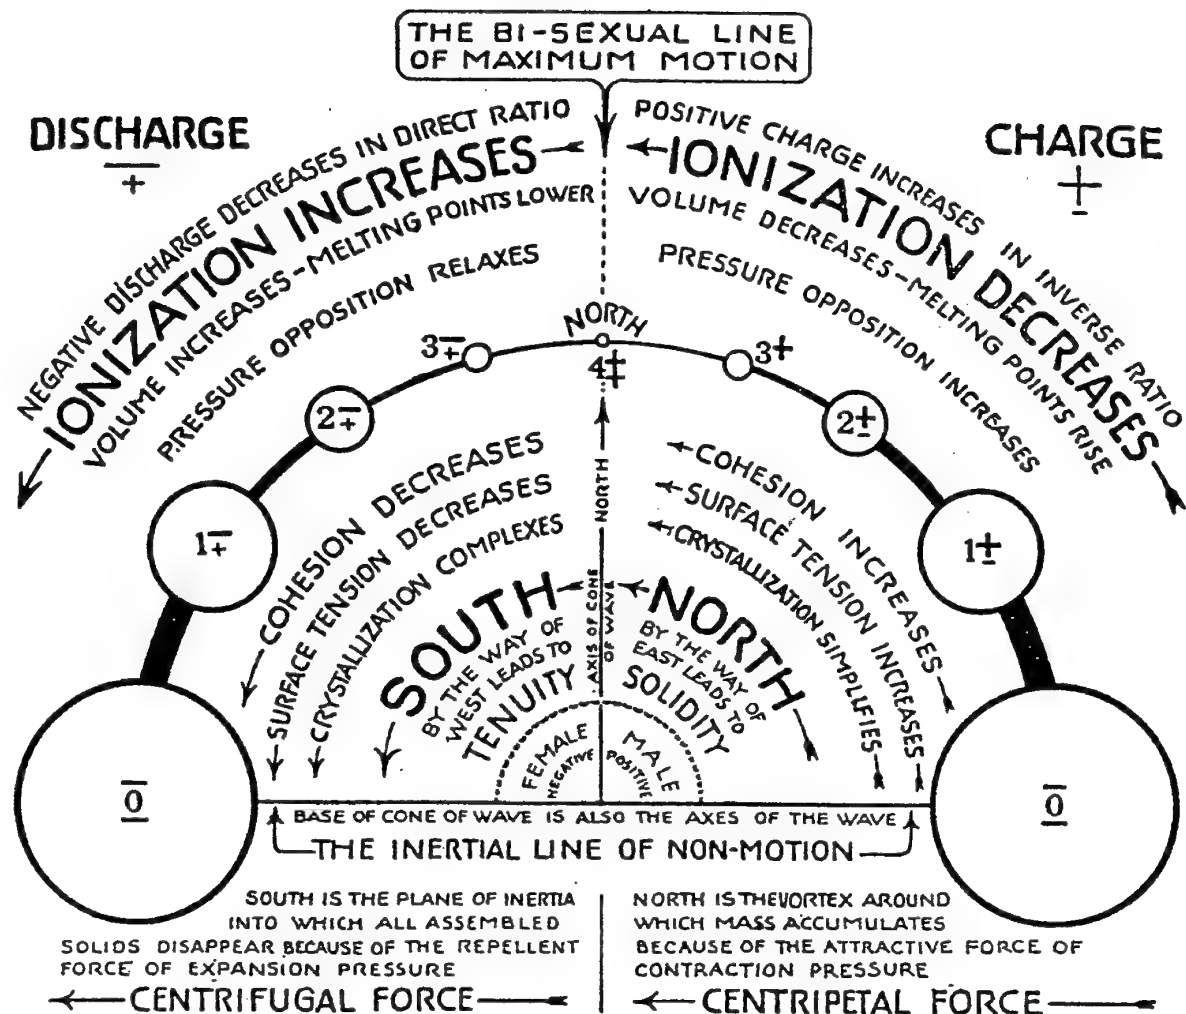 THE BI-SEXUAL LINE
OF MAXIMUM MOTION
DISCHARGE
-
+
CHARGE
+
-
NEGATIVE DISCHARGE DECREASES IN DIRECT RATIO
IONIZATION INCREASES
VOLUME INCREASES-MELTING POINTS LOWER
PRESSURE OPPOSITION RELAXES
POSITIVE CHARGE INCREASES IN INVERSE RATIO
IONIZATION DECREASES
VOLUME DECREASES-MELTING POINTS RISE
PRESSURE OPPOSITION INCREASES
NORTH
4‡
3∓
3+
2∓
2±
1∓
1±
0
0
COHESION DECREASES
SURFACE TENSION DECREASES
CRYSTALLIZATION COMPLEXES
COHESION INCREASES
SURFACE TENSION INCREASES
CRYSTALLIZATION SIMPLIFIES
NORTH
AXIS OF CONE
OF WAVE
SOUTH
BY THE WAY OF
WEST LEADS TO
TENUITY
NORTH
BY THE WAY OF
EAST LEADS TO
SOLIDITY
FEMALE
NEGATIVE
MALE
POSITIVE
BASE OF CONE OF WAVE IS ALSO THE AXES OF THE WAVE
THE INERTIAL LINE OF NON-MOTION
SOUTH IS THE PLANE OF INERTIA
INTO WHICH ALL ASSEMBLED
SOLIDS DISAPPEAR BECAUSE OF THE REPELLENT
FORCE OF EXPANSION PRESSURE
CENTRIFUGAL FORCE
NORTH IS THE VORTEX AROUND
WHICH MASS ACCUMULATES
BECAUSE OF THE ATTRACTIVE FORCE OF
CONTRACTION PRESSURE
CENTRIPETAL FORCE